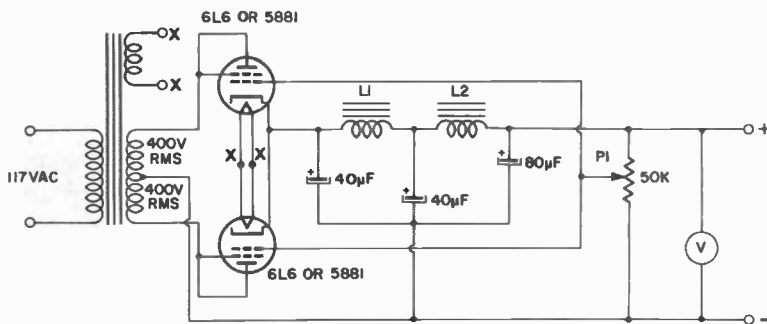 6L6 OR 5881
X
X
400V
RMS
400V
RMS
117VAC
X X
L1
L2
+
40µF
+
40µF
+
80µF
P1
50K
V
+
-
6L6 OR 5881